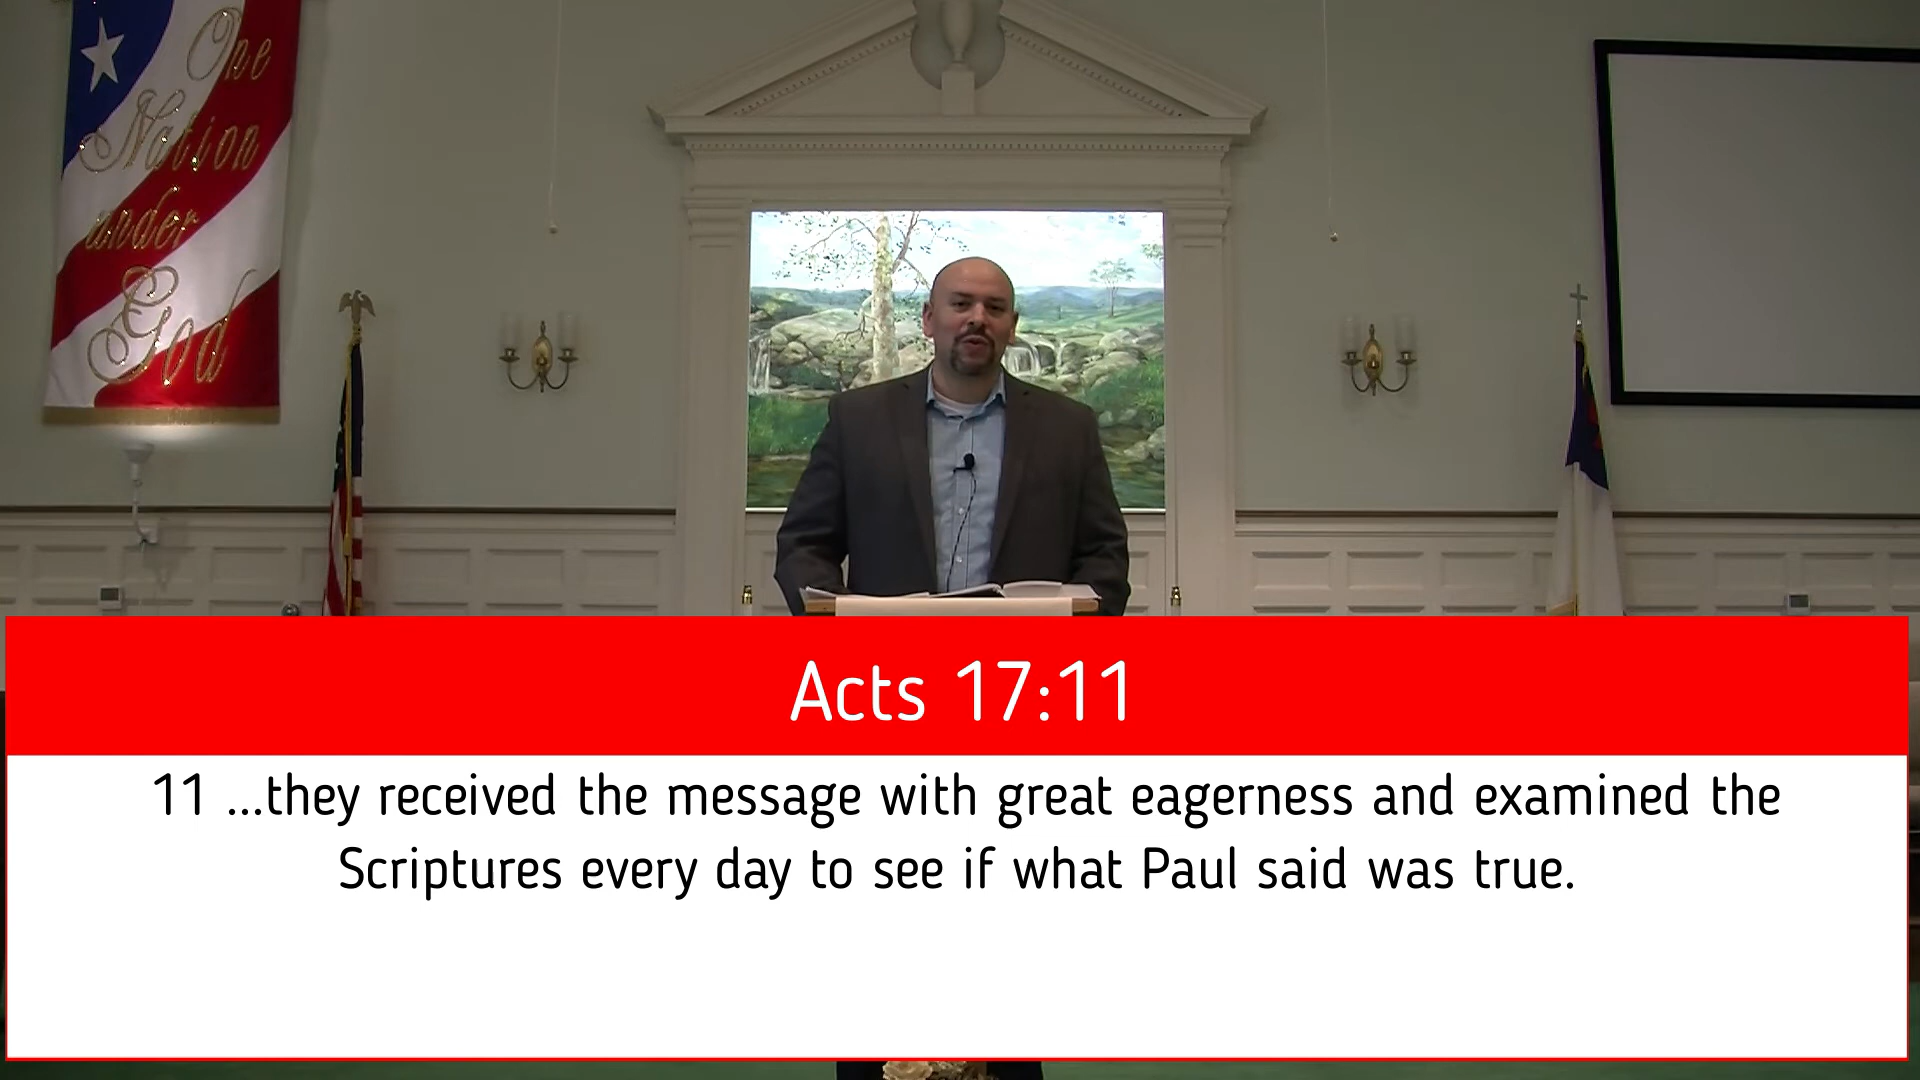 One
Nation
under
God
Acts 17:11
11 ...they received the message with great eagerness and examined the
Scriptures every day to see if what Paul said was true.